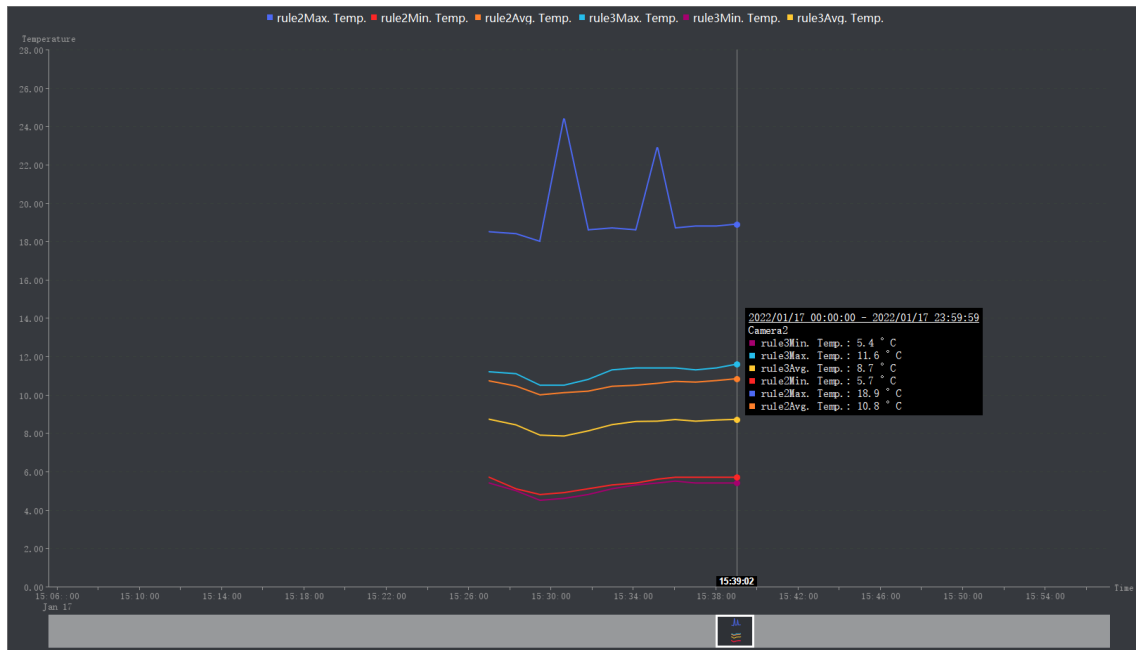 rule2Max. Temp. rule2Min. Temp. rule2Avg. Temp. rule3Max. Temp. rule3Min. Temp. rule3Avg. Temp.
Temperature
28.00
26.00
24.00
22.00
20.00
18.00
16.00
14.00
12.00
10.00
8.00
6.00
4.00
2.00
0.00
2022/01/17 00:00:00 - 2022/01/17 23:59:59
Camera2
rule3Min. Temp.: 5.4 ° C
rule3Max. Temp.: 11.6 ° C
rule3Avg. Temp.: 8.7 ° C
rule2Min. Temp.: 5.7 ° C
rule2Max. Temp.: 18.9 ° C
rule2Avg. Temp.: 10.8 ° C
15:39:02
Time
15:06:00 15:10:00 15:14:00 15:18:00 15:22:00 15:26:00 15:30:00 15:34:00 15:38:00 15:42:00 15:46:00 15:50:00 15:54:00
Jan 17